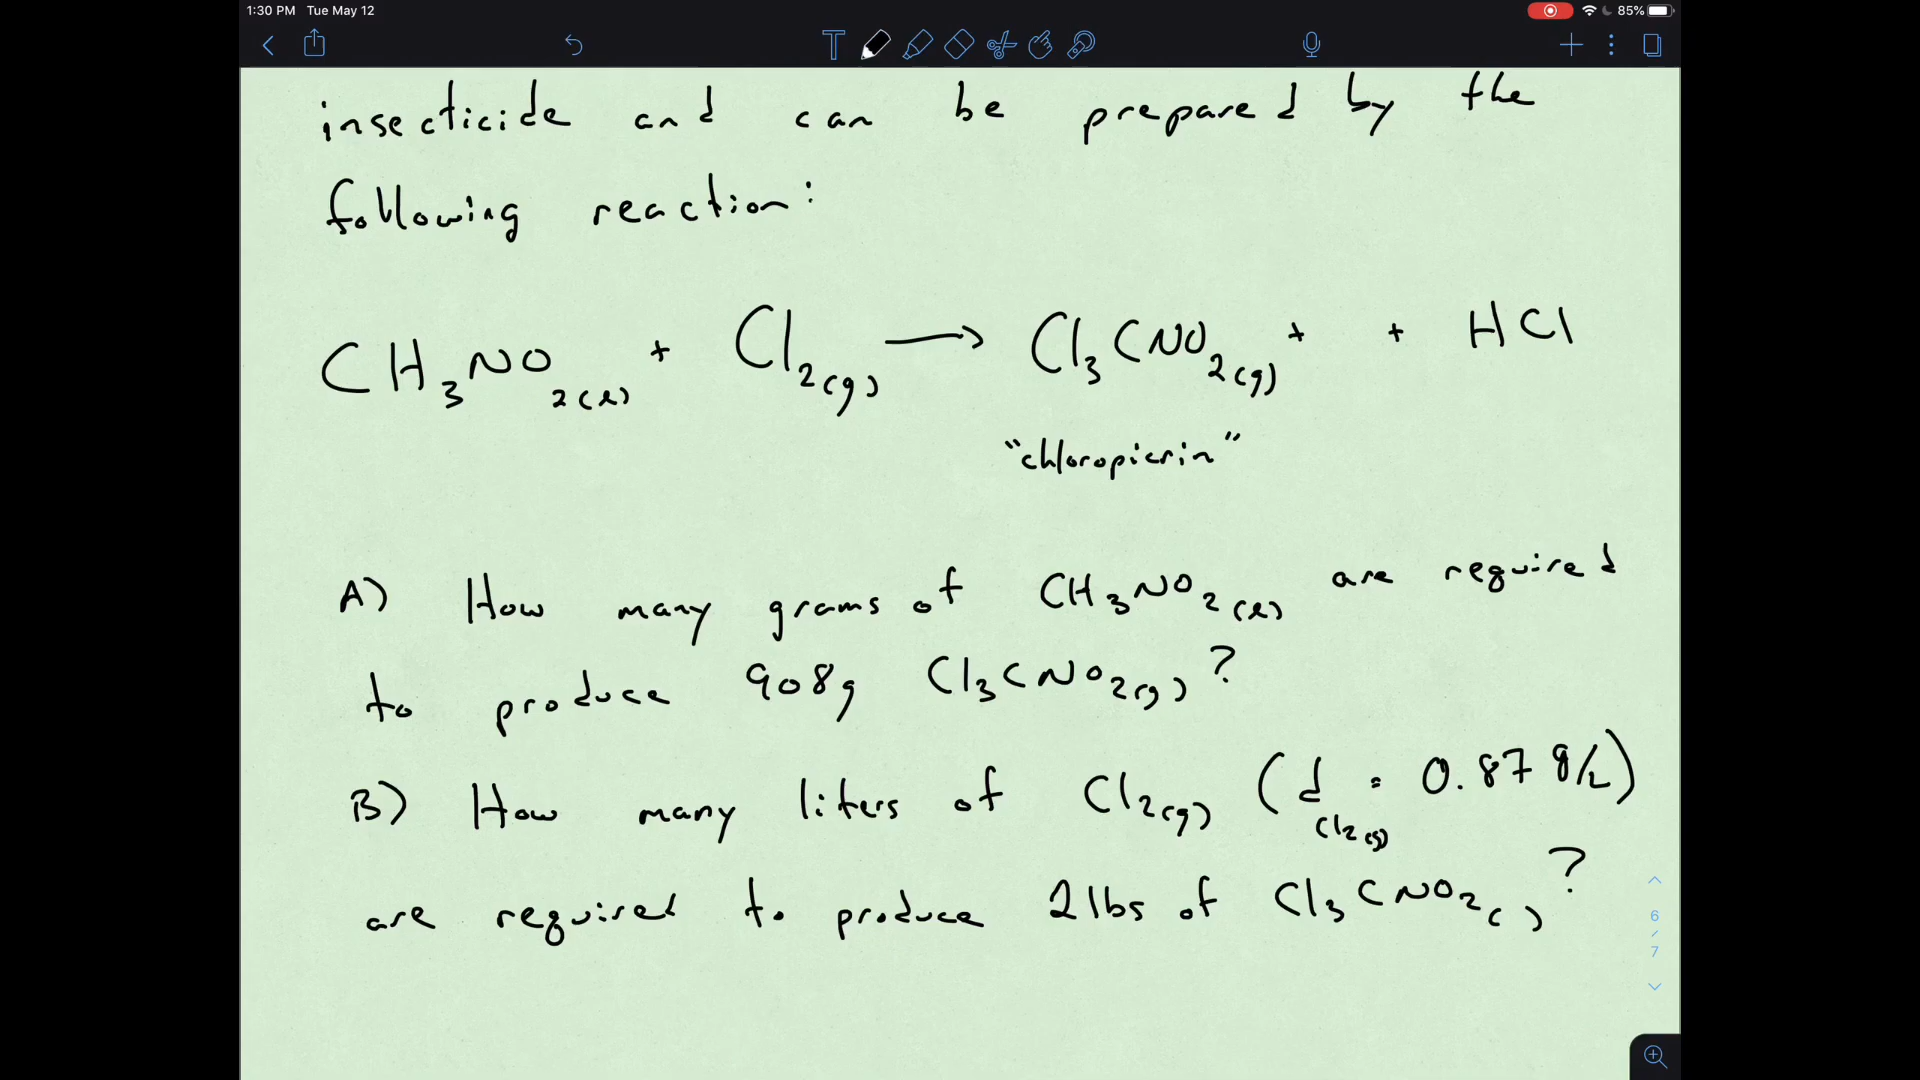 1:30 PM Tue May 12 85%
insecticide and can be prepared by the
following reaction:
CH₃NO₂(l) + Cl₂(g) → Cl₃CNO₂(g) + + HCl
"chloropicrin"
A) How many grams of CH₃NO₂(l) are required
to produce 908g Cl₃CNO₂(g)?
B) How many liters of Cl₂(g) (d Cl₂(g) = 0.87 g/L)
are required to produce 2 lbs of Cl₃CNO₂( )?
6
/
7